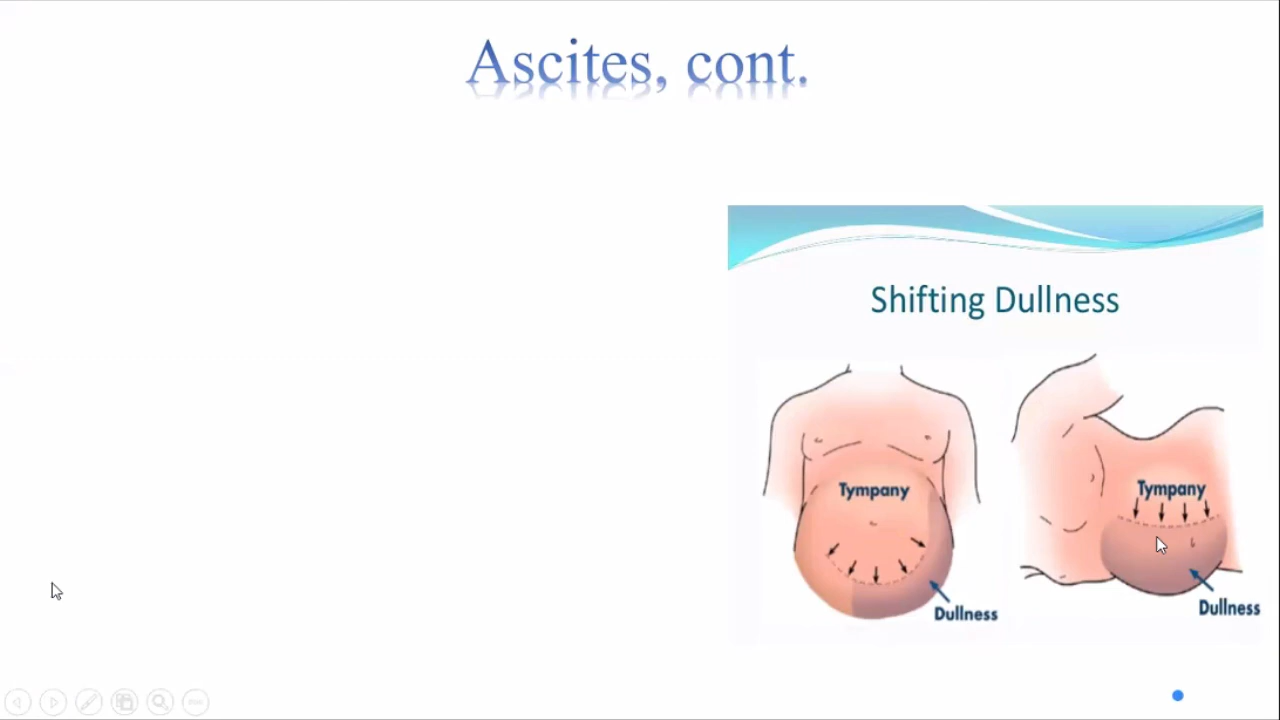 Ascites, cont.
Shifting Dullness
Tympany
Dullness
Tympany
Dullness